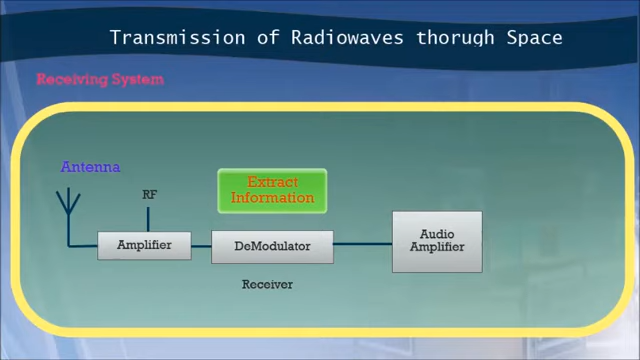 Transmission of Radiowaves thorugh Space
Receiving System
Antenna
RF
Extract
Information
Amplifier
DeModulator
Audio
Amplifier
Receiver